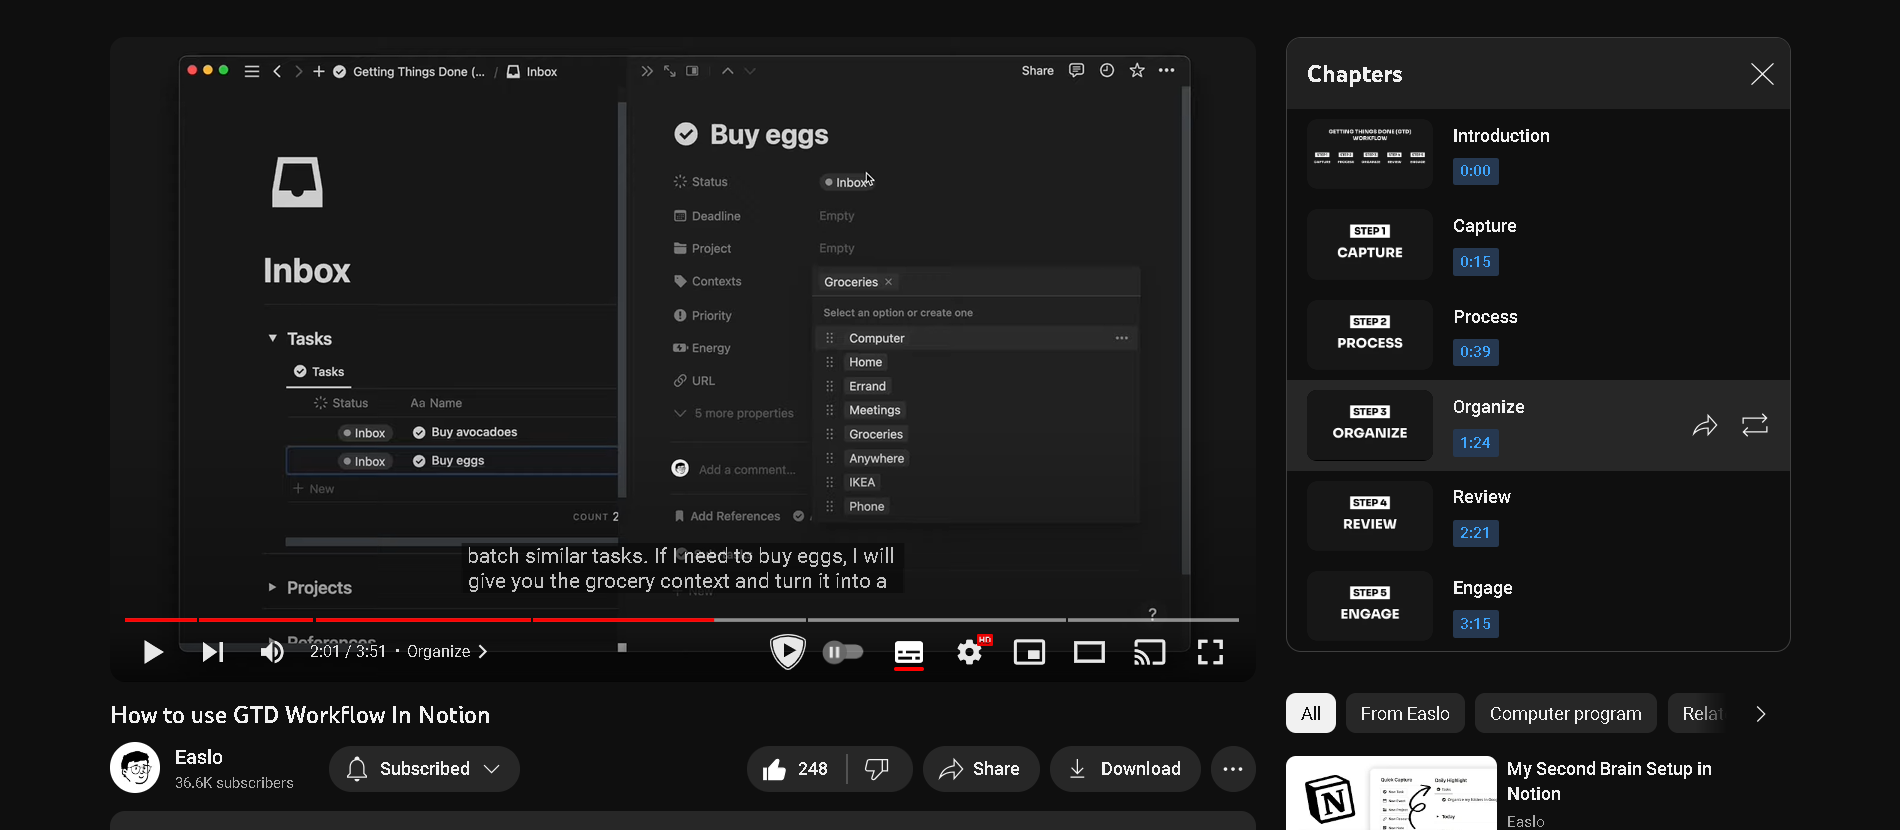 Getting Things Done (... / Inbox
Share
Inbox
Tasks
Tasks
Status Aa Name
Inbox Buy avocadoes
Inbox Buy eggs
+ New
COUNT 2
Projects
References
Buy eggs
Status Inbox
Deadline Empty
Project Empty
Contexts Groceries ×
Priority
Energy
URL
5 more properties
Select an option or create one
Computer
Home
Errand
Meetings
Groceries
Anywhere
IKEA
Phone
Add a comment...
Add References
+ New
?
batch similar tasks. If I need to buy eggs, I will
give you the grocery context and turn it into a
2:01 / 3:51 • Organize
HD
How to use GTD Workflow In Notion
Easlo
36.6K subscribers
Subscribed
248
Share
Download
Chapters
GETTING THINGS DONE (GTD)
WORKFLOW
Introduction
0:00
STEP 1
CAPTURE
Capture
0:15
STEP 2
PROCESS
Process
0:39
STEP 3
ORGANIZE
Organize
1:24
STEP 4
REVIEW
Review
2:21
STEP 5
ENGAGE
Engage
3:15
All
From Easlo
Computer program
Relat
Quick Capture
Daily Highlight
Today
My Second Brain Setup in
Notion
Easlo